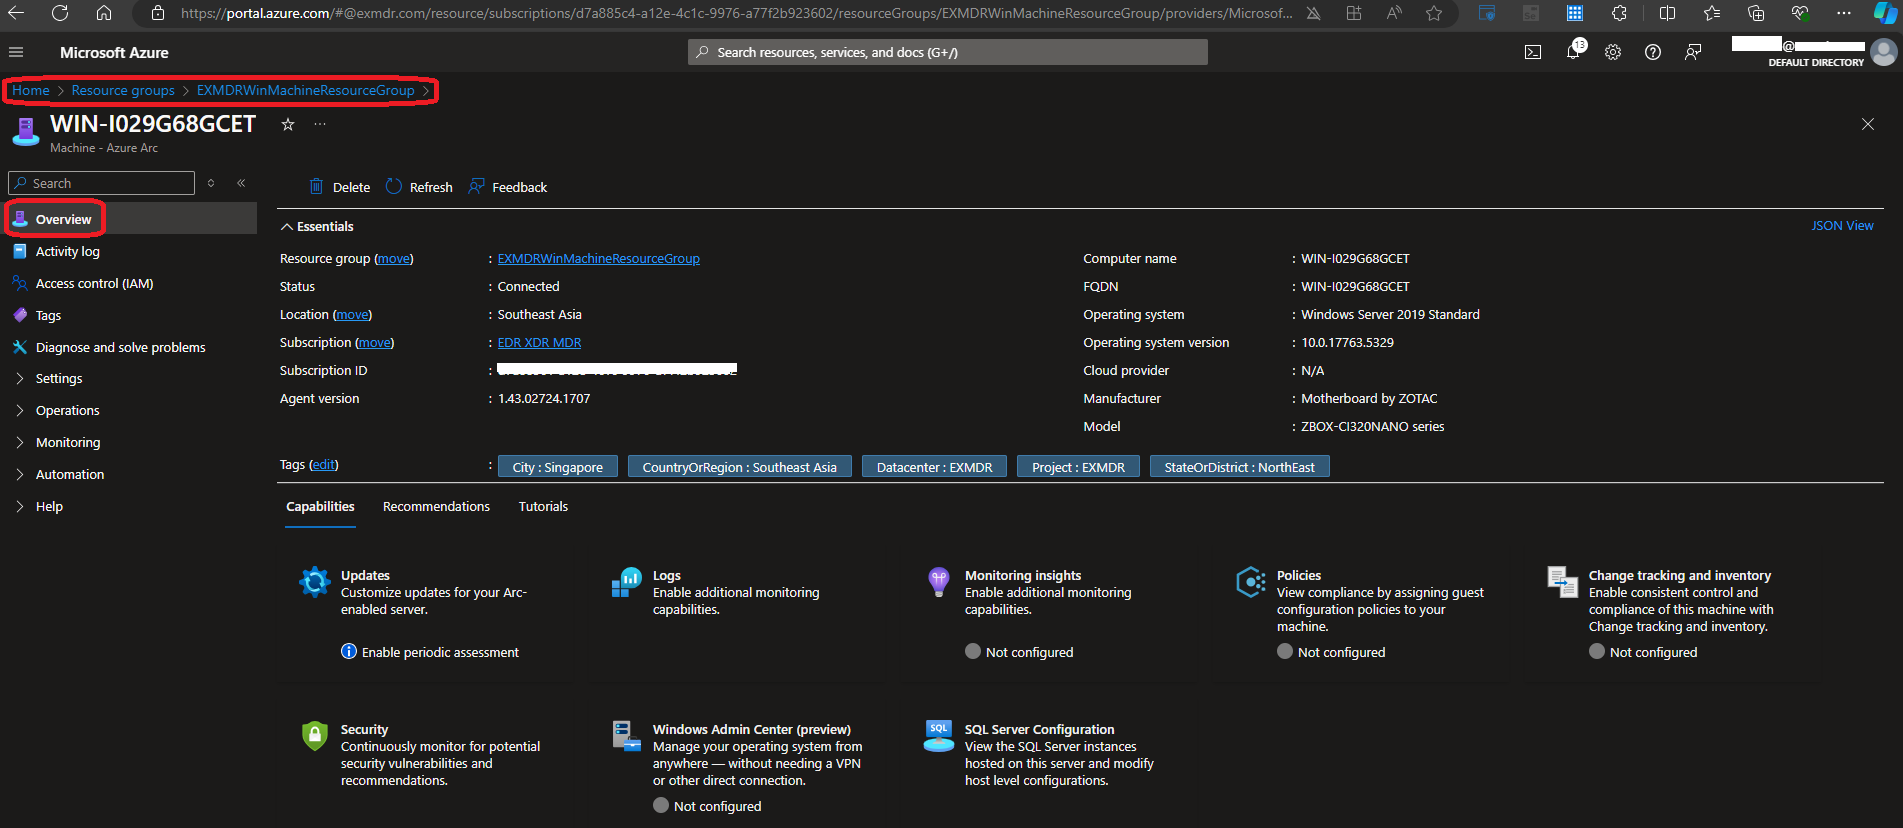 https://portal.azure.com/#@exmdr.com/resource/subscriptions/d7a885c4-a12e-4c1c-9976-a77f2b923602/resourceGroups/EXMDRWinMachineResourceGroup/providers/Microsof...
Microsoft Azure
Search resources, services, and docs (G+/)
13
@
DEFAULT DIRECTORY
Home > Resource groups > EXMDRWinMachineResourceGroup >
WIN-I029G68GCET
Machine - Azure Arc
Search
Delete Refresh Feedback
Overview
Activity log
Access control (IAM)
Tags
Diagnose and solve problems
Settings
Operations
Monitoring
Automation
Help
Essentials
JSON View
Resource group (move) : EXMDRWinMachineResourceGroup
Status : Connected
Location (move) : Southeast Asia
Subscription (move) : EDR XDR MDR
Subscription ID :
Agent version : 1.43.02724.1707
Computer name : WIN-I029G68GCET
FQDN : WIN-I029G68GCET
Operating system : Windows Server 2019 Standard
Operating system version : 10.0.17763.5329
Cloud provider : N/A
Manufacturer : Motherboard by ZOTAC
Model : ZBOX-CI320NANO series
Tags (edit) : City : Singapore CountryOrRegion : Southeast Asia Datacenter : EXMDR Project : EXMDR StateOrDistrict : NorthEast
Capabilities Recommendations Tutorials
Updates
Customize updates for your Arc-
enabled server.
Enable periodic assessment
Logs
Enable additional monitoring
capabilities.
Monitoring insights
Enable additional monitoring
capabilities.
Not configured
Policies
View compliance by assigning guest
configuration policies to your
machine.
Not configured
Change tracking and inventory
Enable consistent control and
compliance of this machine with
Change tracking and inventory.
Not configured
Security
Continuously monitor for potential
security vulnerabilities and
recommendations.
Windows Admin Center (preview)
Manage your operating system from
anywhere — without needing a VPN
or other direct connection.
Not configured
SQL
SQL Server Configuration
View the SQL Server instances
hosted on this server and modify
host level configurations.